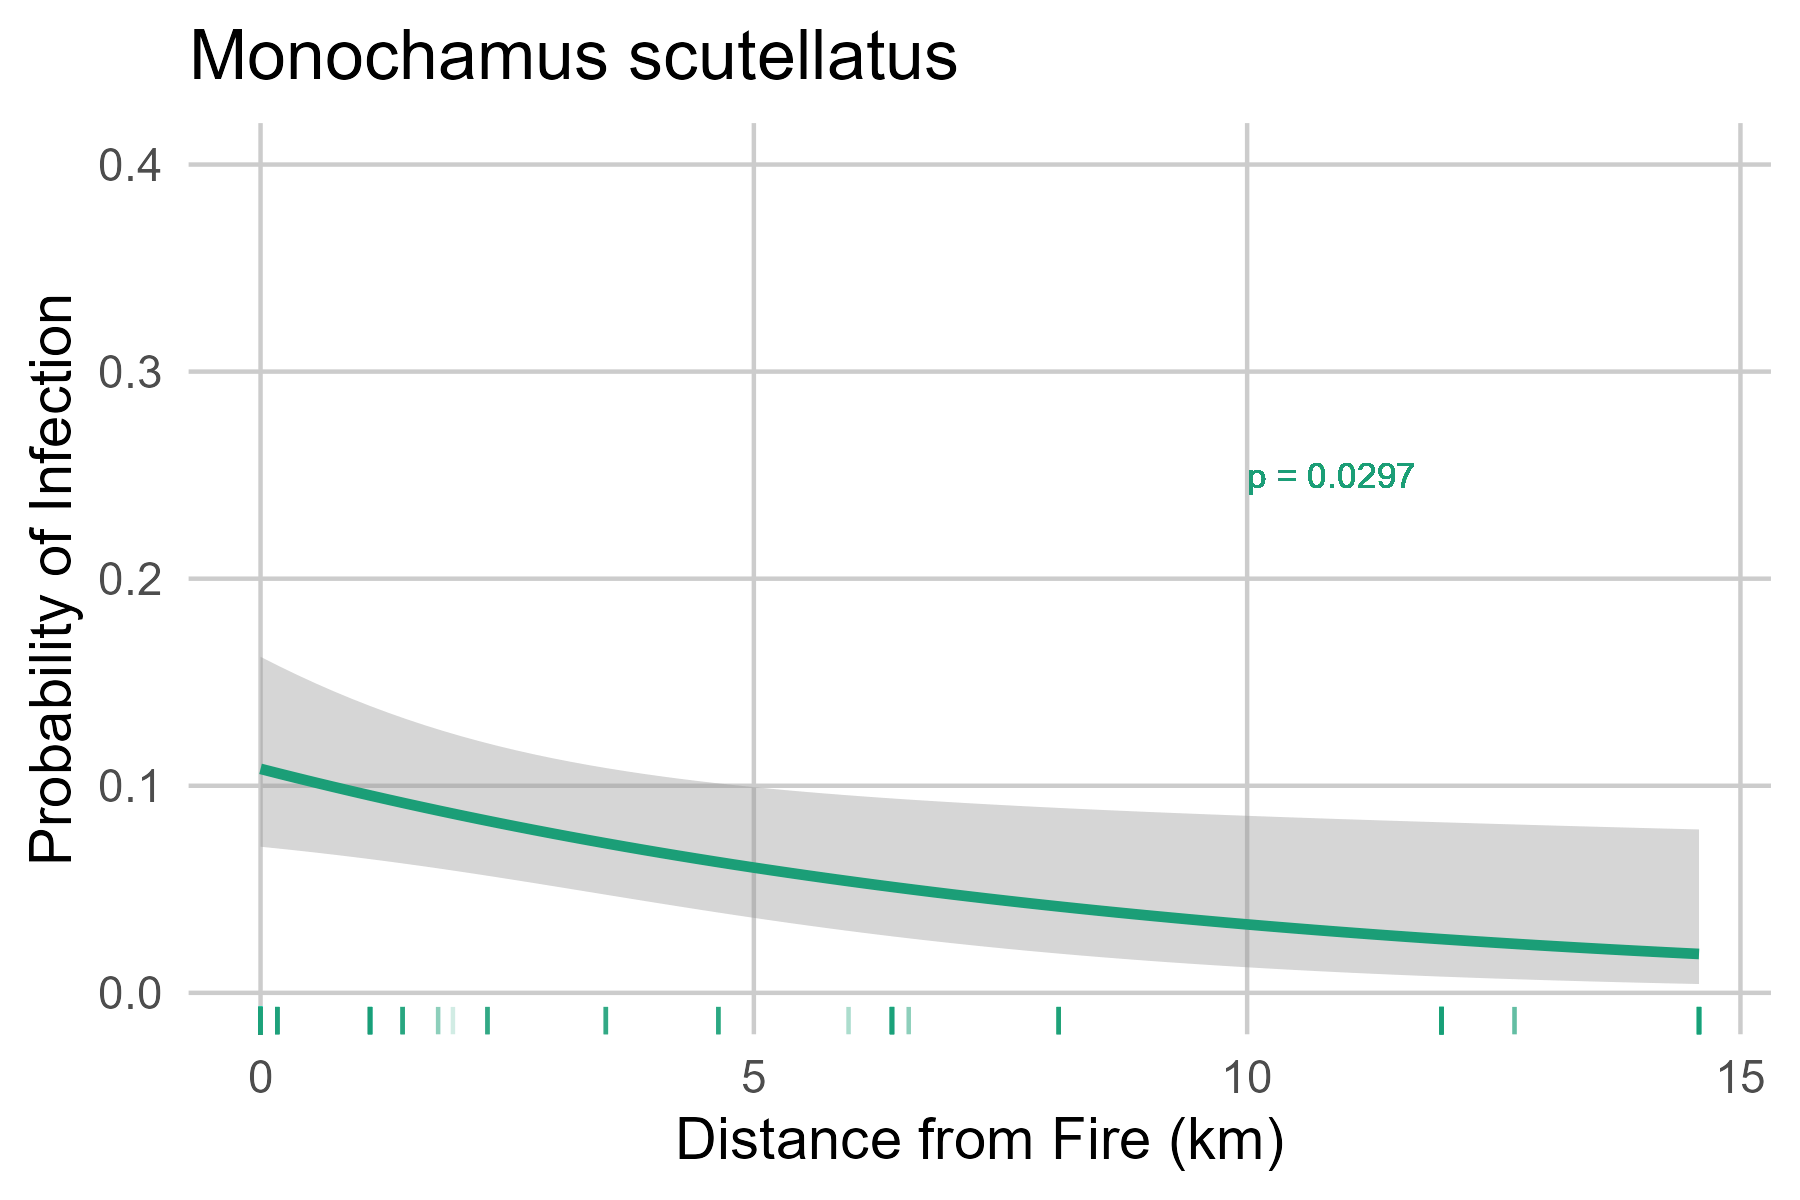 Monochamus scutellatus
Probability of Infection
0.4
0.3
0.2
0.1
0.0
p = 0.0297
0 5 10 15
Distance from Fire (km)